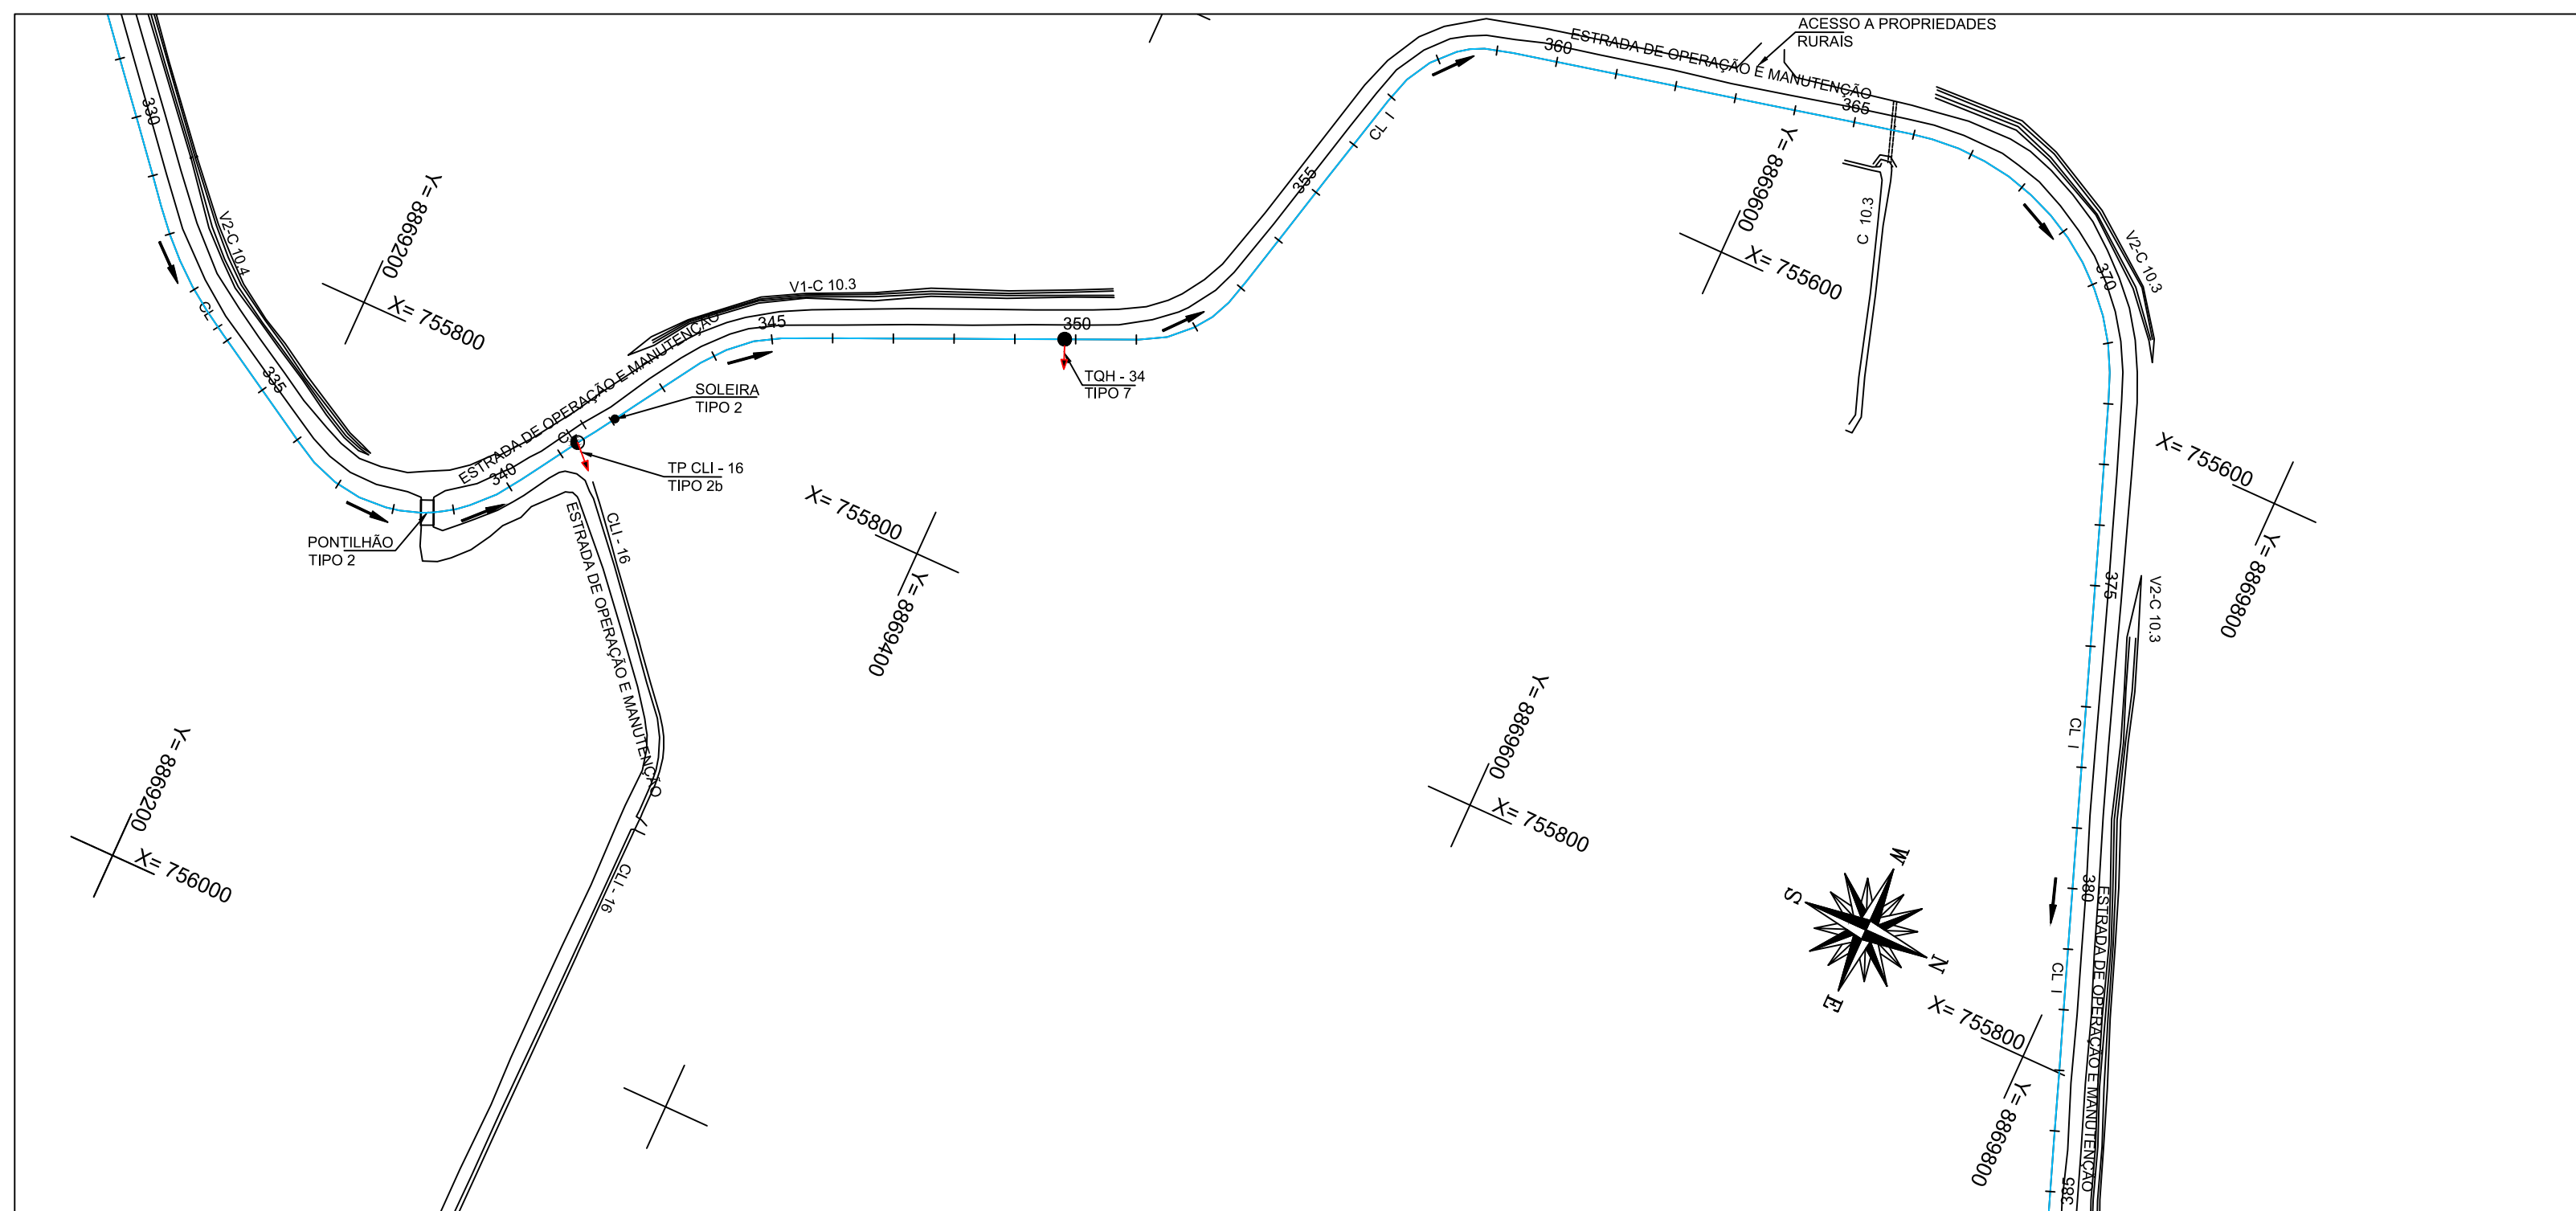 ACESSO A PROPRIEDADES
RURAIS
ESTRADA DE OPERAÇÃO E MANUTENÇÃO
360
365
330
V2-C 10.4
Y= 8869200
X= 755800
CL I
335
V1-C 10.3
345
350
355
CL I
Y= 8869600
X= 755600
C 10.3
V2-C 10.3
370
ESTRADA DE OPERAÇÃO E MANUTENÇÃO
SOLEIRA
TIPO 2
TQH - 34
TIPO 7
CL I
340
TP CLI - 16
TIPO 2b
PONTILHÃO
TIPO 2
CLI - 16
ESTRADA DE OPERAÇÃO E MANUTENÇÃO
X= 755800
Y= 8869400
X= 755600
Y= 8869800
375
V2-C 10.3
CL I
Y= 8869200
X= 756000
CLI - 16
Y= 8869600
X= 755800
W
S
N
E
380
ESTRADA DE OPERAÇÃO E MANUTENÇÃO
CL I
X= 755800
Y= 8869800
385